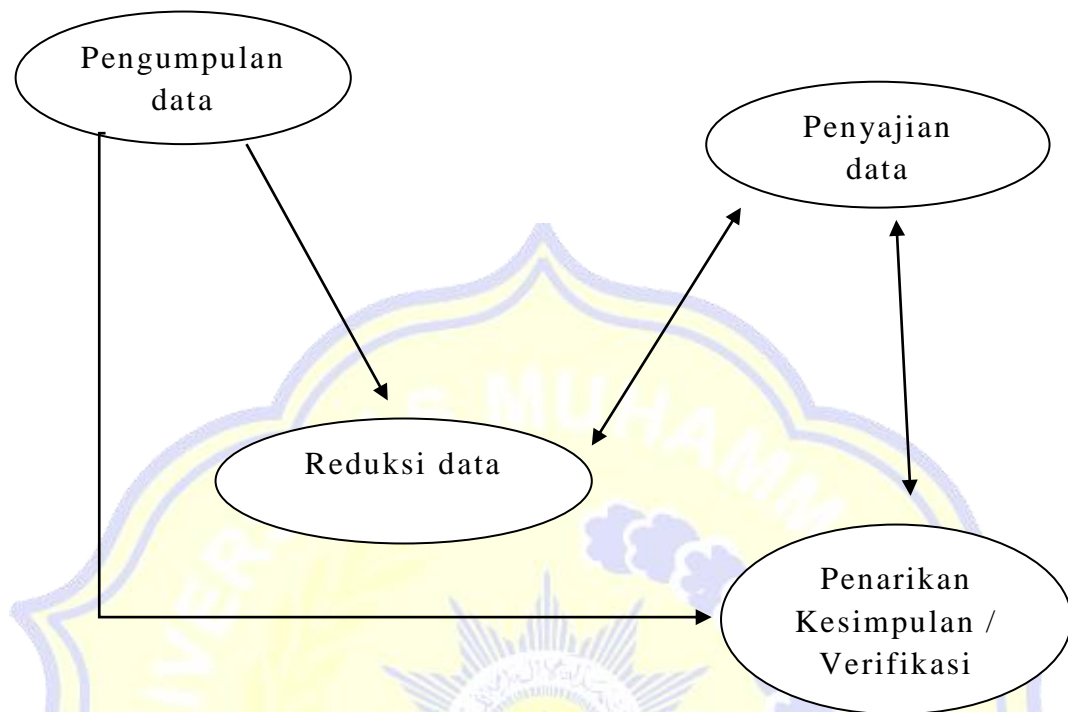 Pengumpulan
data
Penyajian
data
Reduksi data
Penarikan
Kesimpulan /
Verifikasi